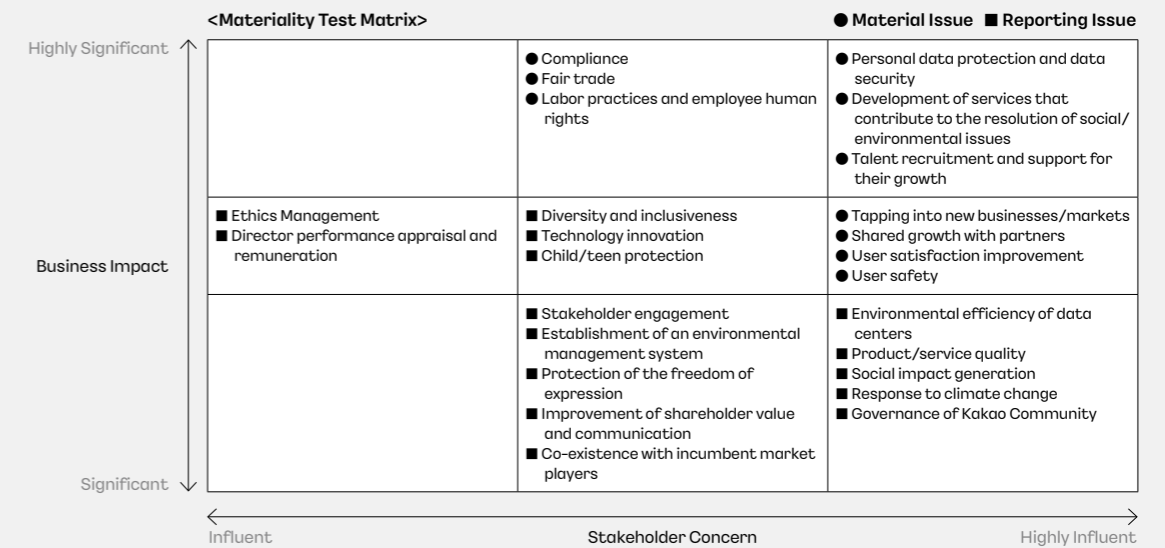 <Materiality Test Matrix>
● Material Issue ■ Reporting Issue
Highly Significant
● Compliance
● Fair trade
● Labor practices and employee human
rights
● Personal data protection and data
security
● Development of services that
contribute to the resolution of social/
environmental issues
● Talent recruitment and support for
their growth
Business Impact
■ Ethics Management
■ Director performance appraisal and
remuneration
■ Diversity and inclusiveness
■ Technology innovation
■ Child/teen protection
● Tapping into new businesses/markets
● Shared growth with partners
● User satisfaction improvement
● User safety
■ Stakeholder engagement
■ Establishment of an environmental
management system
■ Protection of the freedom of
expression
■ Improvement of shareholder value
and communication
■ Co-existence with incumbent market
players
■ Environmental efficiency of data
centers
■ Product/service quality
■ Social impact generation
■ Response to climate change
■ Governance of Kakao Community
Significant
Influent
Stakeholder Concern
Highly Influent